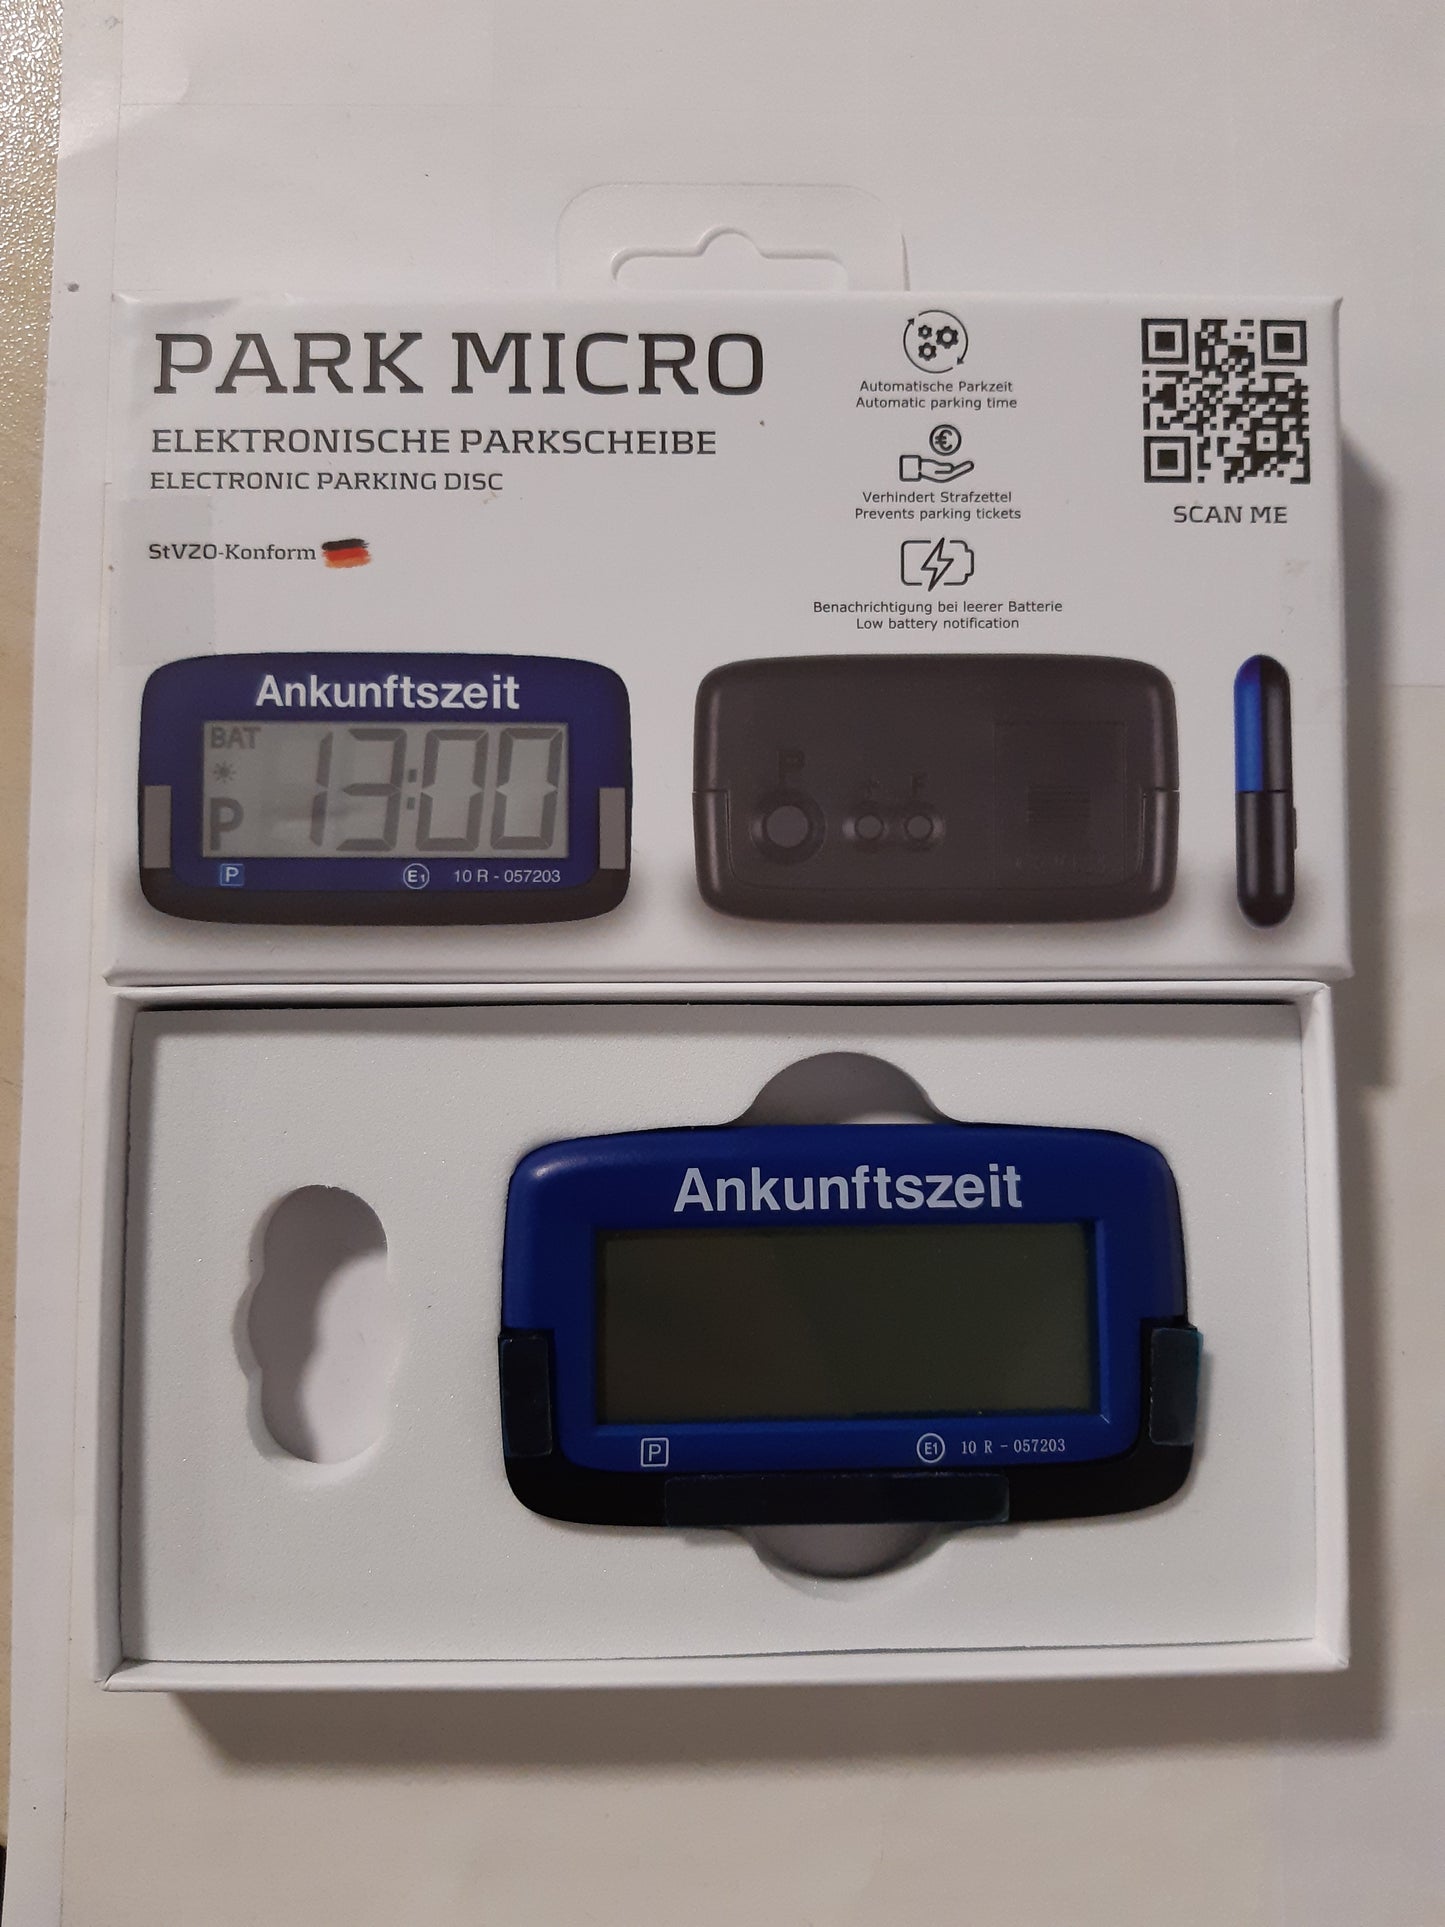 PARK MICRO
ELEKTRONISCHE PARKSCHEIBE
ELECTRONIC PARKING DISC
StVZO-Konform
Automatische Parkzeit
Automatic parking time
Verhindert Strafzettel
Prevents parking tickets
Benachrichtigung bei leerer Batterie
Low battery notification
SCAN ME
Ankunftszeit
BAT
P 13:00
P E1 10 R - 057203
P
+ F
Ankunftszeit
P E1 10 R - 057203